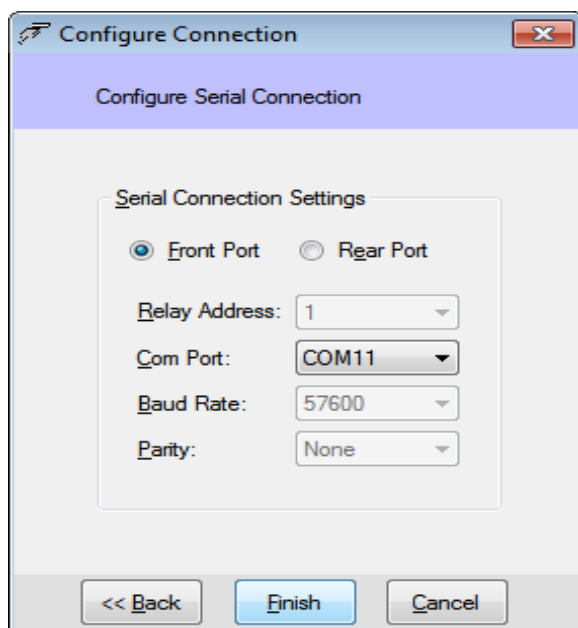 Configure Connection
Configure Serial Connection
Serial Connection Settings
Front Port Rear Port
Relay Address: 1
Com Port: COM11
Baud Rate: 57600
Parity: None
<< Back Finish Cancel